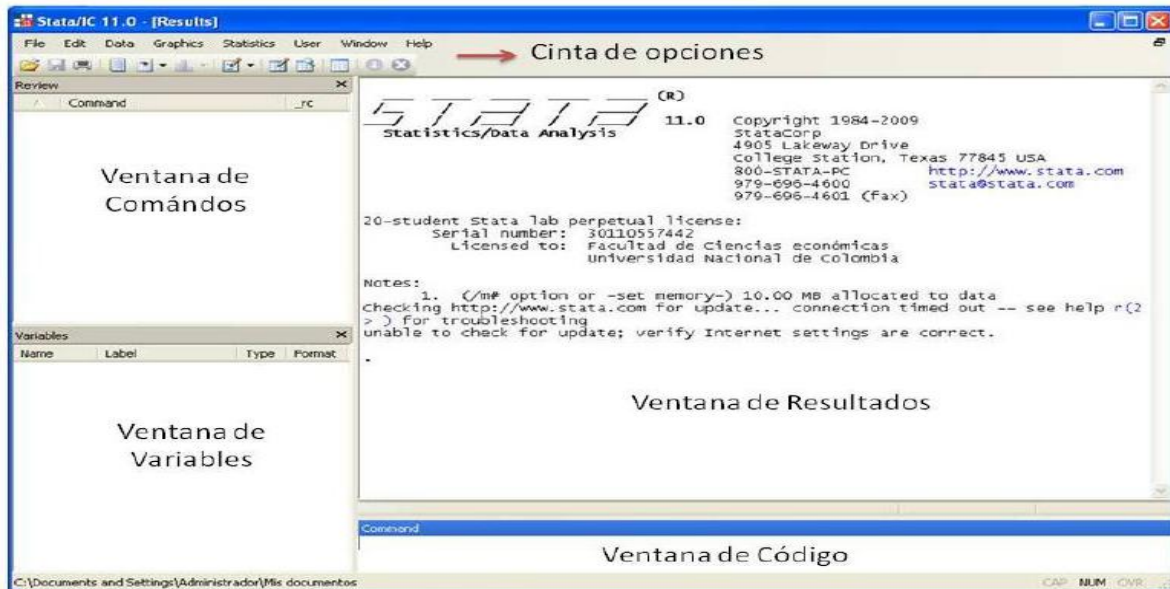 Stata/IC 11.0 - [Results]
File Edit Data Graphics Statistics User Window Help
Cinta de opciones
Review
Command _rc
Ventana de
Comándos
Variables
Name Label Type Format
Ventana de
Variables
STATA (R)
Statistics/Data Analysis
11.0 Copyright 1984-2009
StataCorp
4905 Lakeway Drive
College Station, Texas 77845 USA
800-STATA-PC http://www.stata.com
979-696-4600 stata@stata.com
979-696-4601 (fax)
20-student Stata lab perpetual license:
Serial number: 30110557442
Licensed to: Facultad de Ciencias económicas
Universidad Nacional de Colombia
Notes:
1. (/m# option or -set memory-) 10.00 MB allocated to data
Checking http://www.stata.com for update... connection timed out -- see help r(2
> ) for troubleshooting
unable to check for update; verify Internet settings are correct.
.
Ventana de Resultados
Command
Ventana de Código
C:\Documents and Settings\Administrador\Mis documentos
CAP NUM OVR